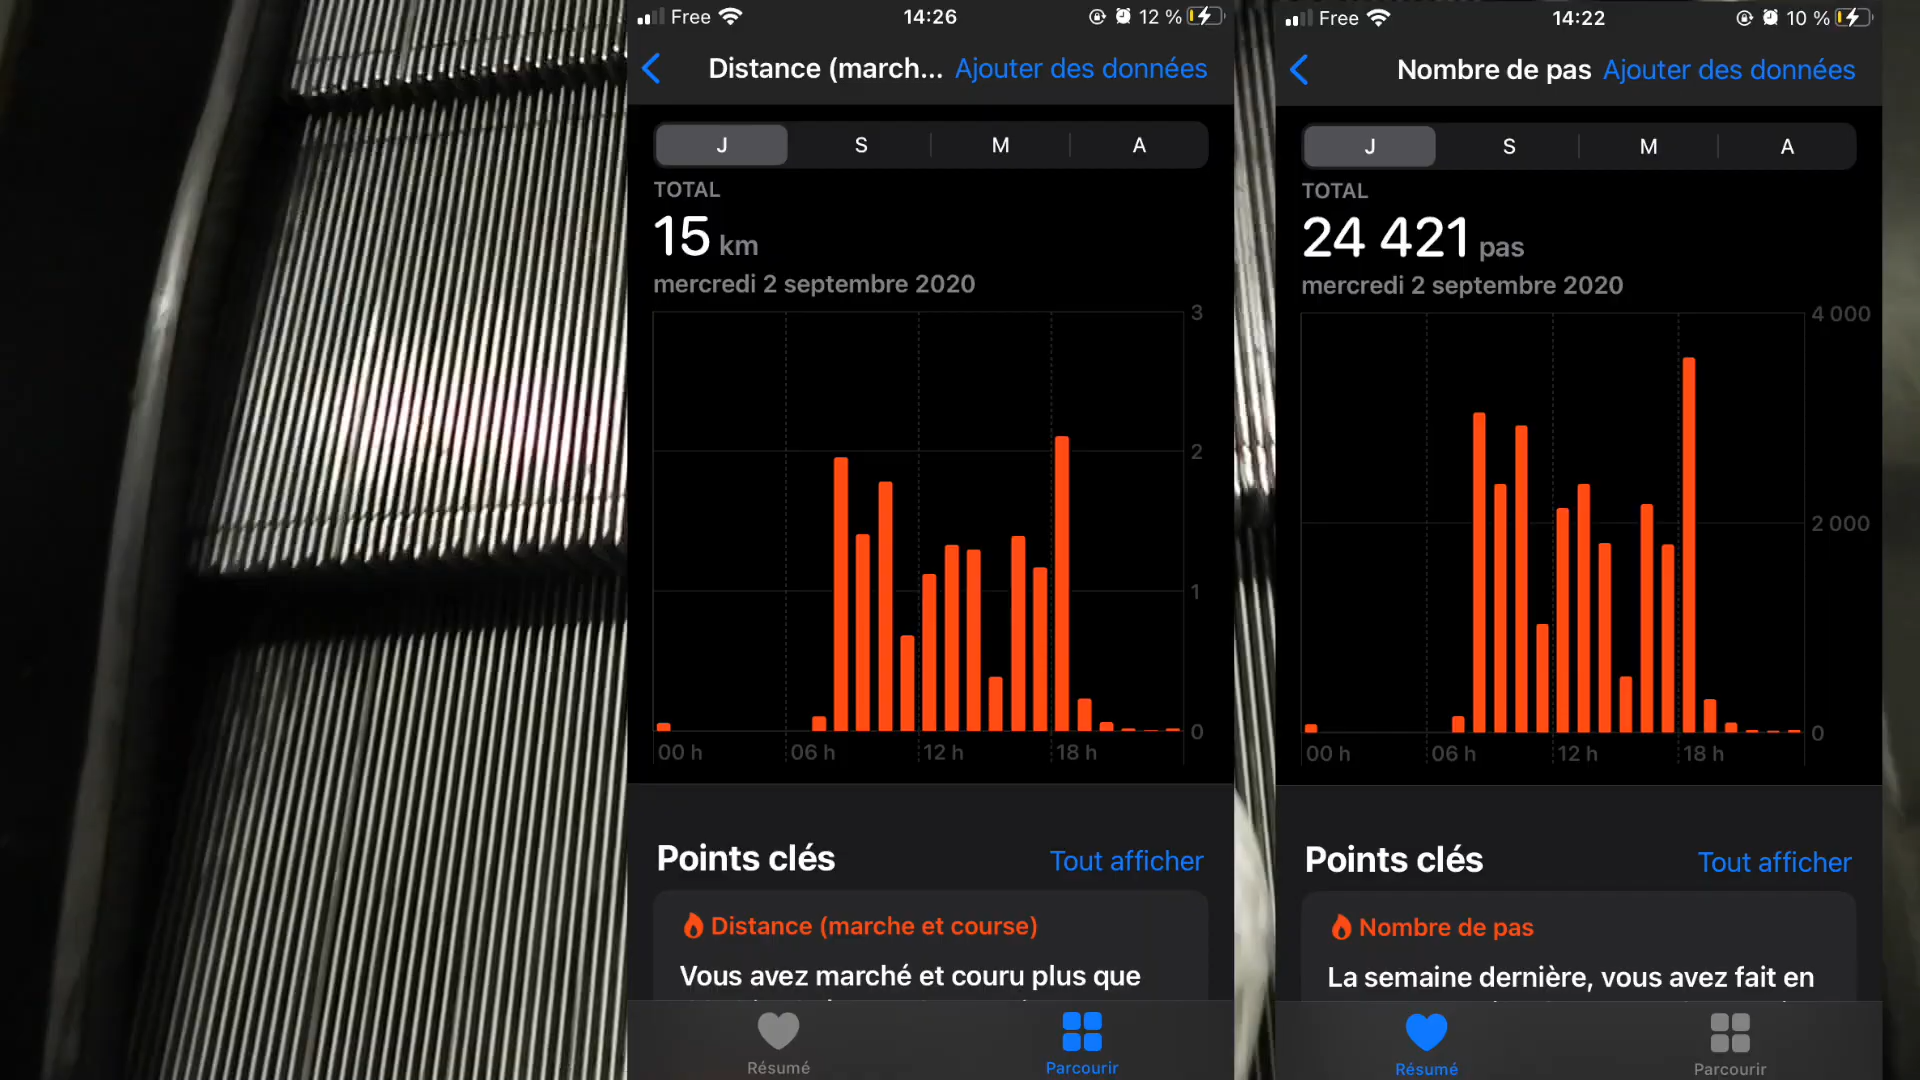 Free
14:26
12 %
Distance (march...
Ajouter des données
J
S
M
A
TOTAL
15 km
mercredi 2 septembre 2020
3
2
1
0
00 h
06 h
12 h
18 h
Points clés
Tout afficher
Distance (marche et course)
Vous avez marché et couru plus que
Résumé
Parcourir
Free
14:22
10 %
Nombre de pas
Ajouter des données
J
S
M
A
TOTAL
24 421 pas
mercredi 2 septembre 2020
4 000
2 000
0
00 h
06 h
12 h
18 h
Points clés
Tout afficher
Nombre de pas
La semaine dernière, vous avez fait en
Résumé
Parcourir